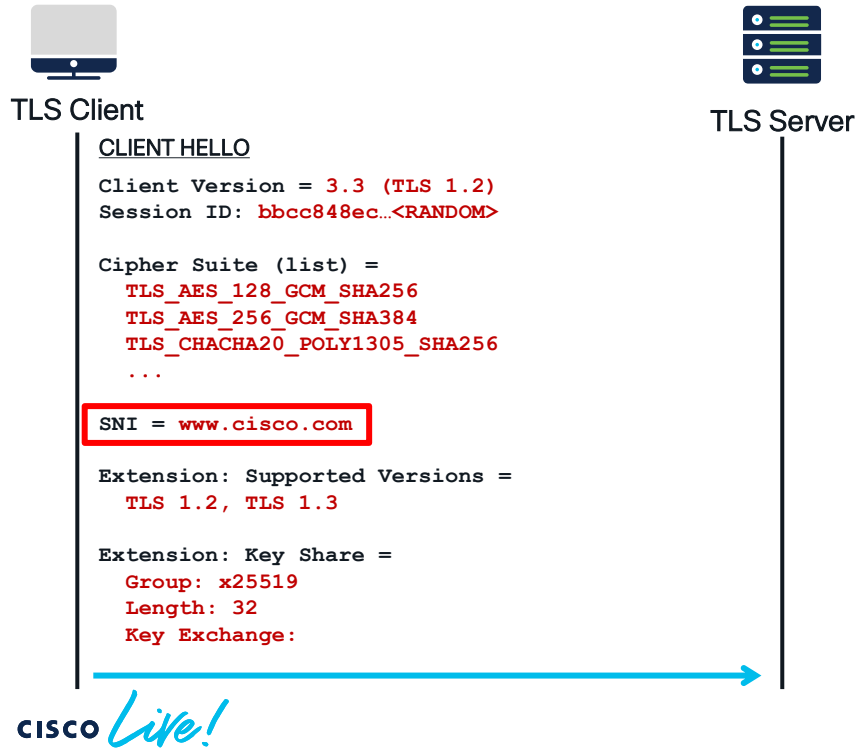 TLS Client
TLS Server
CLIENT HELLO
Client Version = 3.3 (TLS 1.2)
Session ID: bbcc848ec…<RANDOM>
Cipher Suite (list) =
TLS_AES_128_GCM_SHA256
TLS_AES_256_GCM_SHA384
TLS_CHACHA20_POLY1305_SHA256
...
SNI = www.cisco.com
Extension: Supported Versions =
TLS 1.2, TLS 1.3
Extension: Key Share =
Group: x25519
Length: 32
Key Exchange:
CISCO Live!